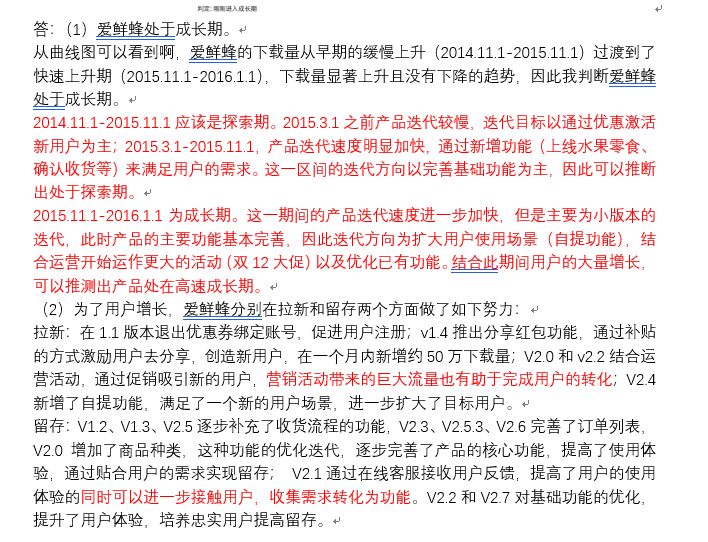 判定: 刚刚进入成长期
答：（1）爱鲜蜂处于成长期。
从曲线图可以看到啊，爱鲜蜂的下载量从早期的缓慢上升（2014.11.1-2015.11.1）过渡到了
快速上升期（2015.11.1-2016.1.1），下载量显著上升且没有下降的趋势，因此我判断爱鲜蜂
处于成长期。
2014.11.1-2015.11.1 应该是探索期。2015.3.1 之前产品迭代较慢，迭代目标以通过优惠激活
新用户为主；2015.3.1-2015.11.1，产品迭代速度明显加快，通过新增功能（上线水果零食、
确认收货等）来满足用户的需求。这一区间的迭代方向以完善基础功能为主，因此可以推断
出处于探索期。
2015.11.1-2016.1.1 为成长期。这一期间的产品迭代速度进一步加快，但是主要为小版本的
迭代，此时产品的主要功能基本完善，因此迭代方向为扩大用户使用场景（自提功能），结
合运营开始运作更大的活动（双 12 大促）以及优化已有功能。结合此期间用户的大量增长，
可以推测出产品处在高速成长期。
（2）为了用户增长，爱鲜蜂分别在拉新和留存两个方面做了如下努力：
拉新：在 1.1 版本退出优惠券绑定账号，促进用户注册；v1.4 推出分享红包功能，通过补贴
的方式激励用户去分享，创造新用户，在一个月内新增约 50 万下载量；V2.0 和 v2.2 结合运
营活动，通过促销吸引新的用户，营销活动带来的巨大流量也有助于完成用户的转化；V2.4
新增了自提功能，满足了一个新的用户场景，进一步扩大了目标用户。
留存：V1.2、V1.3、V2.5 逐步补充了收货流程的功能，V2.3、V2.5.3、V2.6 完善了订单列表，
V2.0 增加了商品种类，这种功能的优化迭代，逐步完善了产品的核心功能，提高了使用体
验，通过贴合用户的需求实现留存； V2.1 通过在线客服接收用户反馈，提高了用户的使用
体验的同时可以进一步接触用户，收集需求转化为功能。V2.2 和 V2.7 对基础功能的优化，
提升了用户体验，培养忠实用户提高留存。